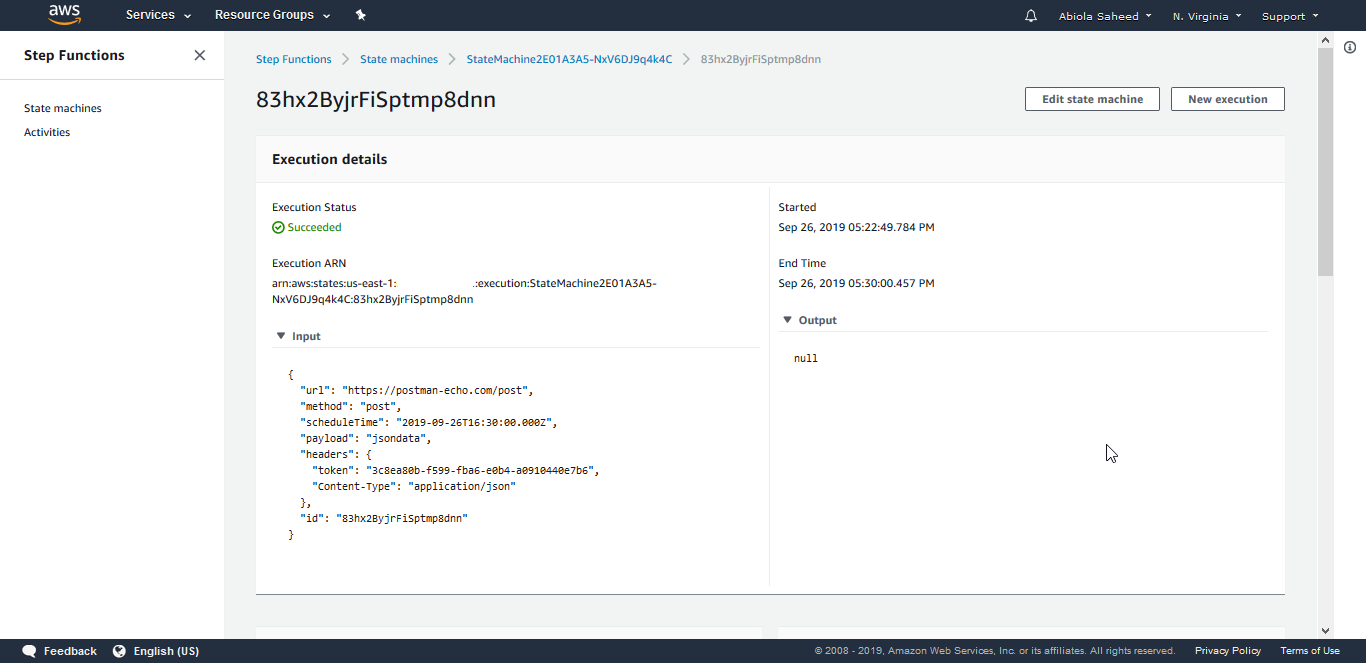 aws
Services
Resource Groups
Abiola Saheed
N. Virginia
Support
Step Functions
State machines
Activities
Step Functions State machines StateMachine2E01A3A5-NxV6DJ9q4k4C 83hx2ByjrFiSptmp8dnn
83hx2ByjrFiSptmp8dnn
Edit state machine
New execution
Execution details
Execution Status
Succeeded
Execution ARN
arn:aws:states:us-east-1: .:execution:StateMachine2E01A3A5-
NxV6DJ9q4k4C:83hx2ByjrFiSptmp8dnn
Input
{
"url": "https://postman-echo.com/post",
"method": "post",
"scheduleTime": "2019-09-26T16:30:00.000Z",
"payload": "jsondata",
"headers": {
"token": "3c8ea80b-f599-fba6-e0b4-a0910440e7b6",
"Content-Type": "application/json"
},
"id": "83hx2ByjrFiSptmp8dnn"
}
Started
Sep 26, 2019 05:22:49.784 PM
End Time
Sep 26, 2019 05:30:00.457 PM
Output
null
Feedback
English (US)
© 2008 - 2019, Amazon Web Services, Inc. or its affiliates. All rights reserved.
Privacy Policy
Terms of Use